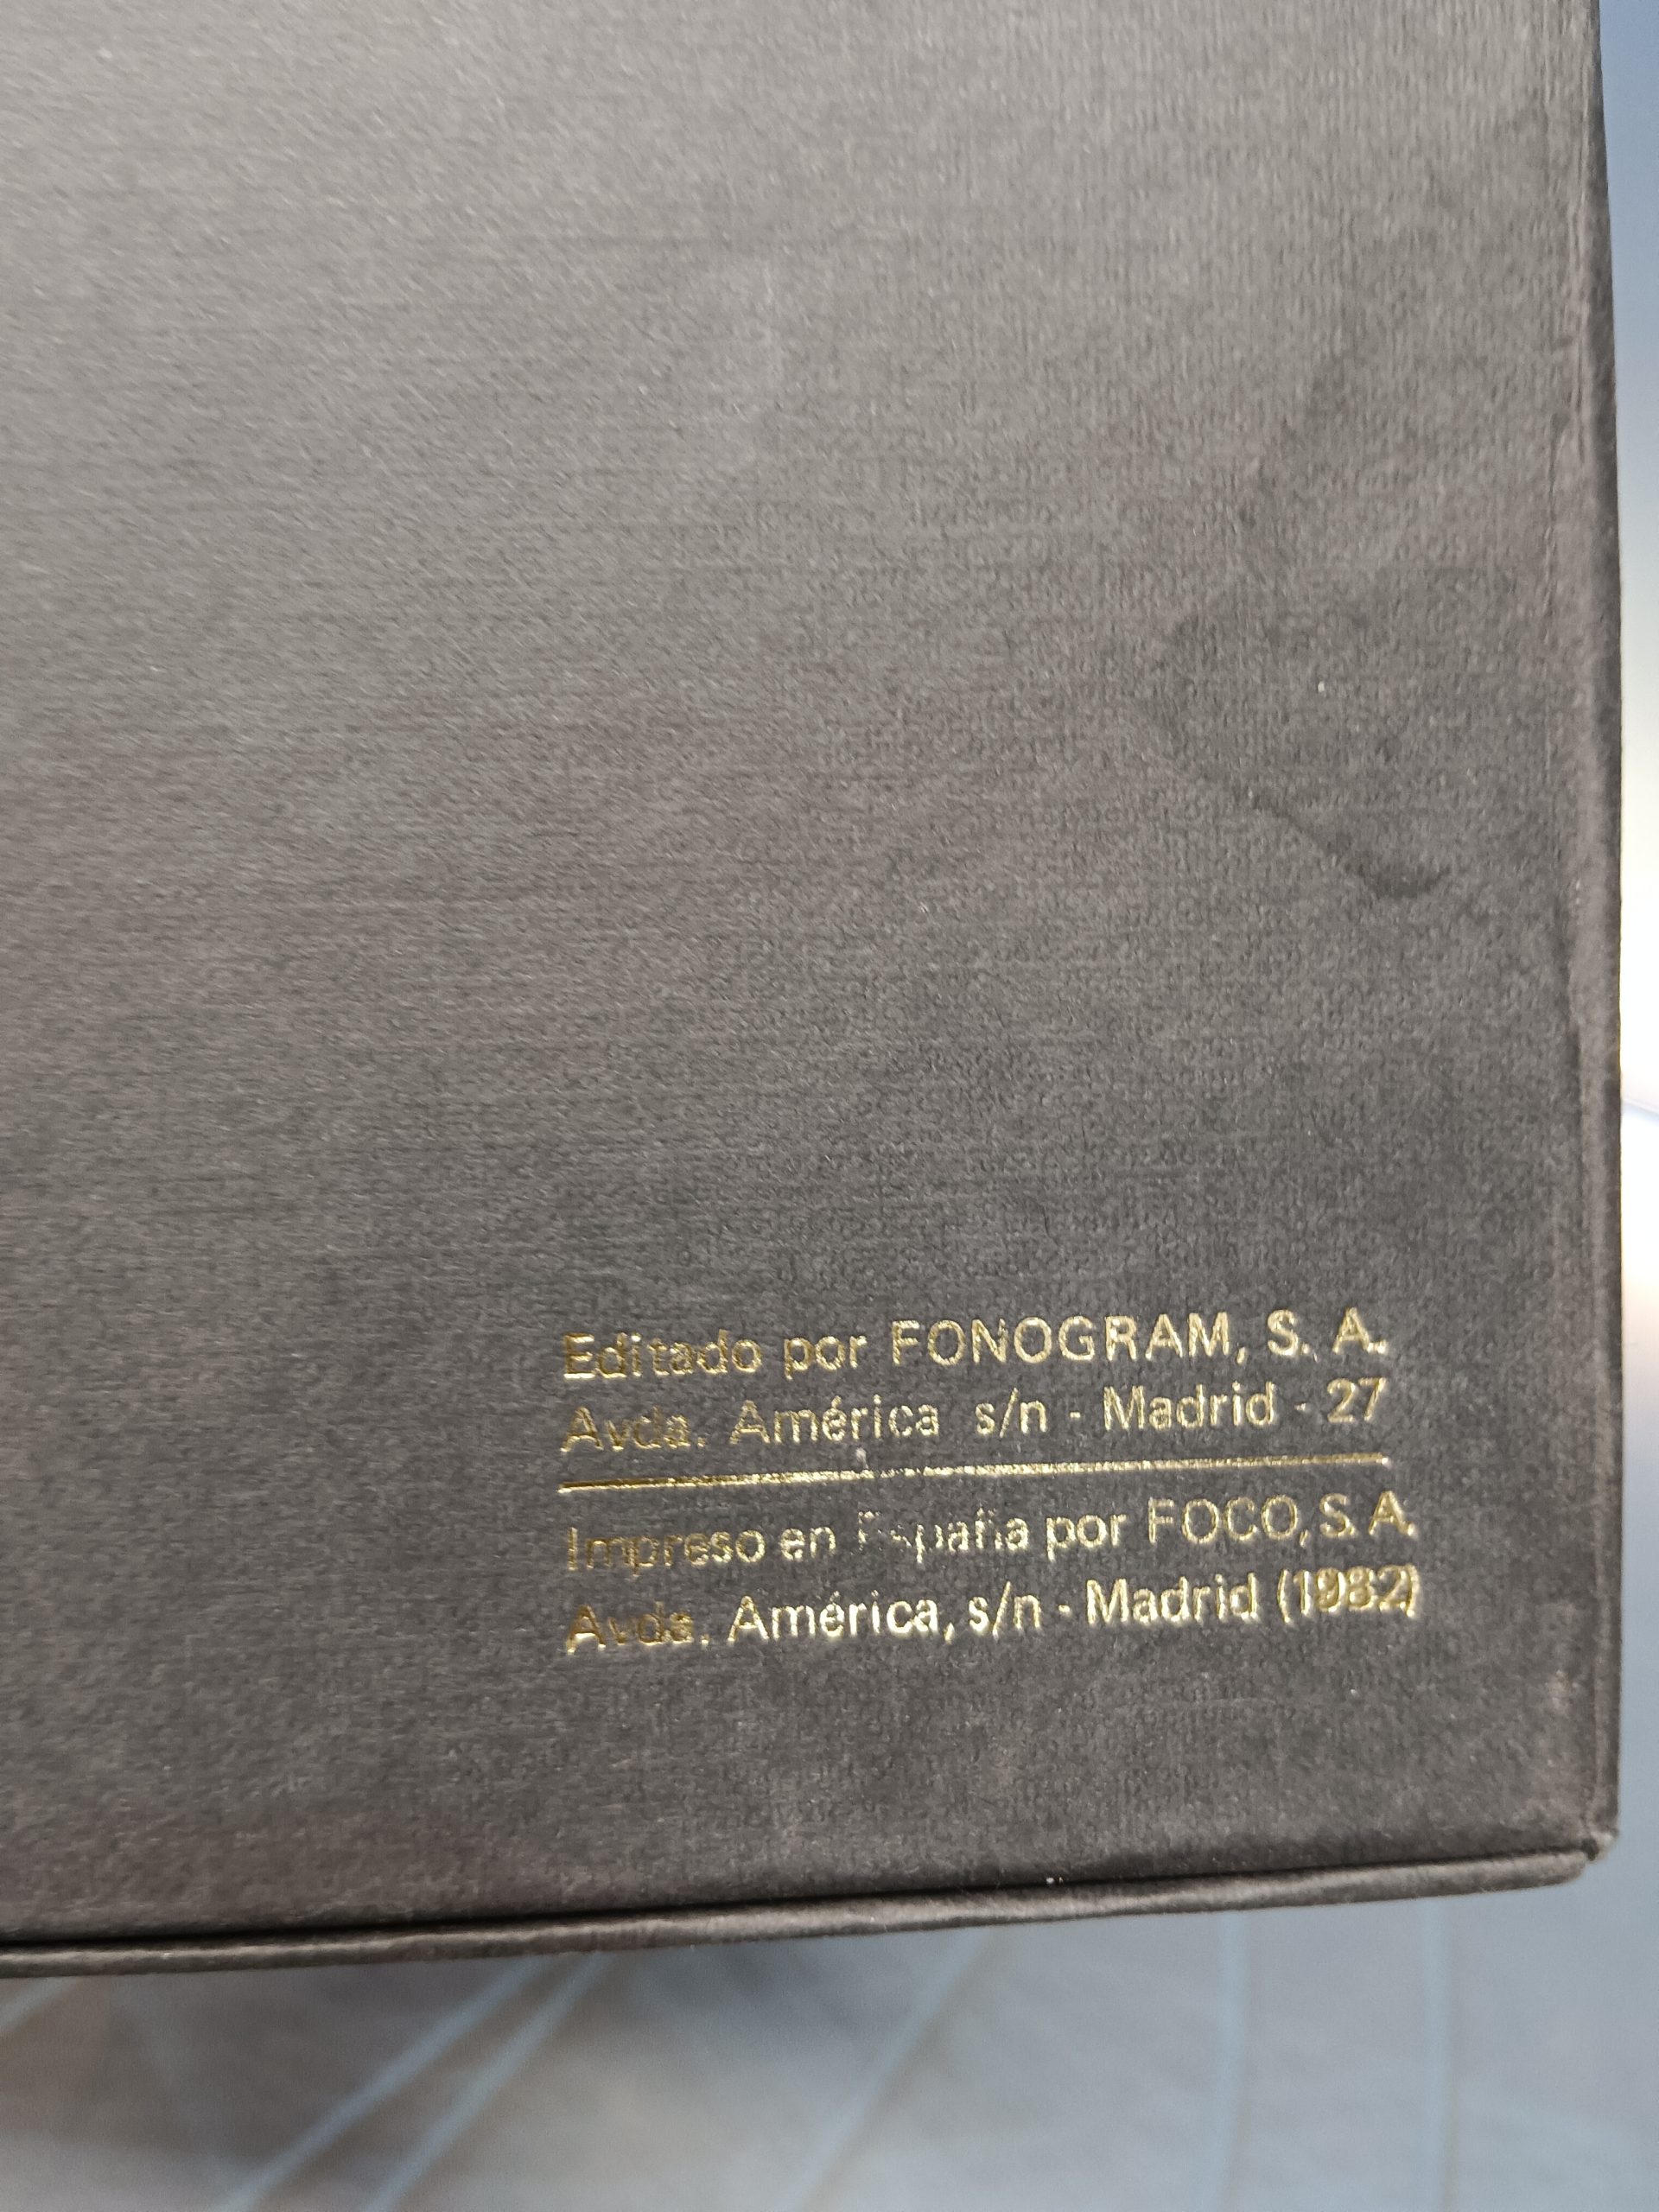 Editado por FONOGRAM, S. A.
Avda. América s/n - Madrid - 27
Impreso en España por FOCO, S. A.
Avda. América, s/n - Madrid (1982)